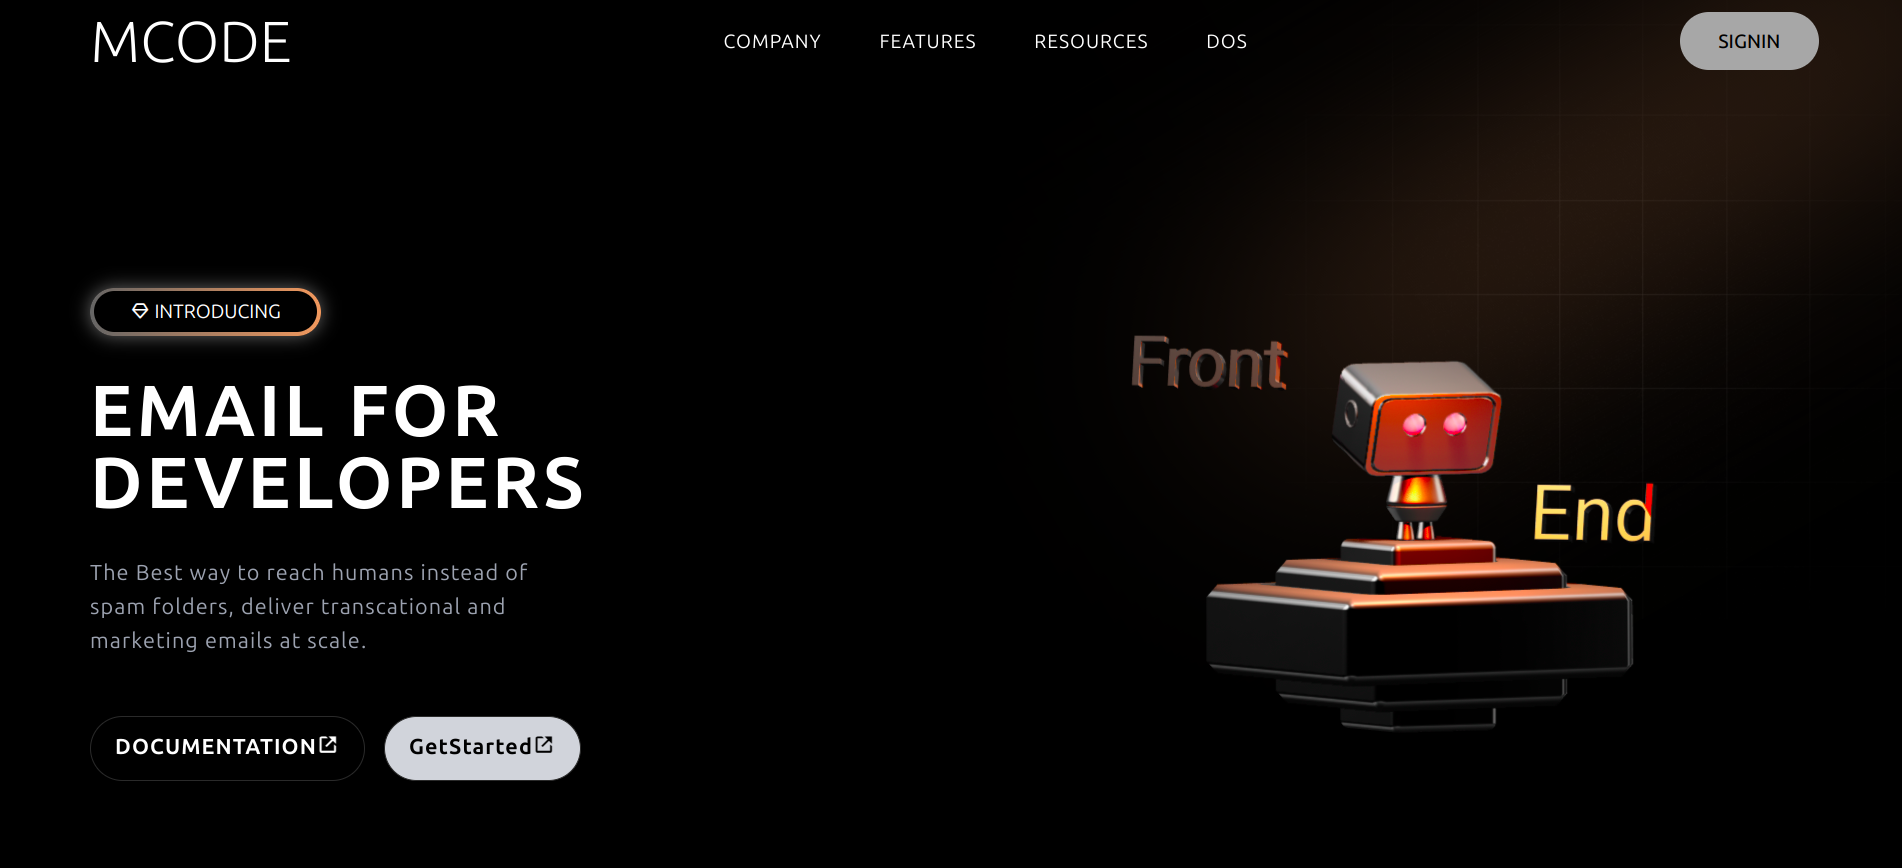 MCODE
COMPANY FEATURES RESOURCES DOS
SIGNIN
INTRODUCING
EMAIL FOR
DEVELOPERS
The Best way to reach humans instead of
spam folders, deliver transcational and
marketing emails at scale.
DOCUMENTATION
GetStarted
Front
End